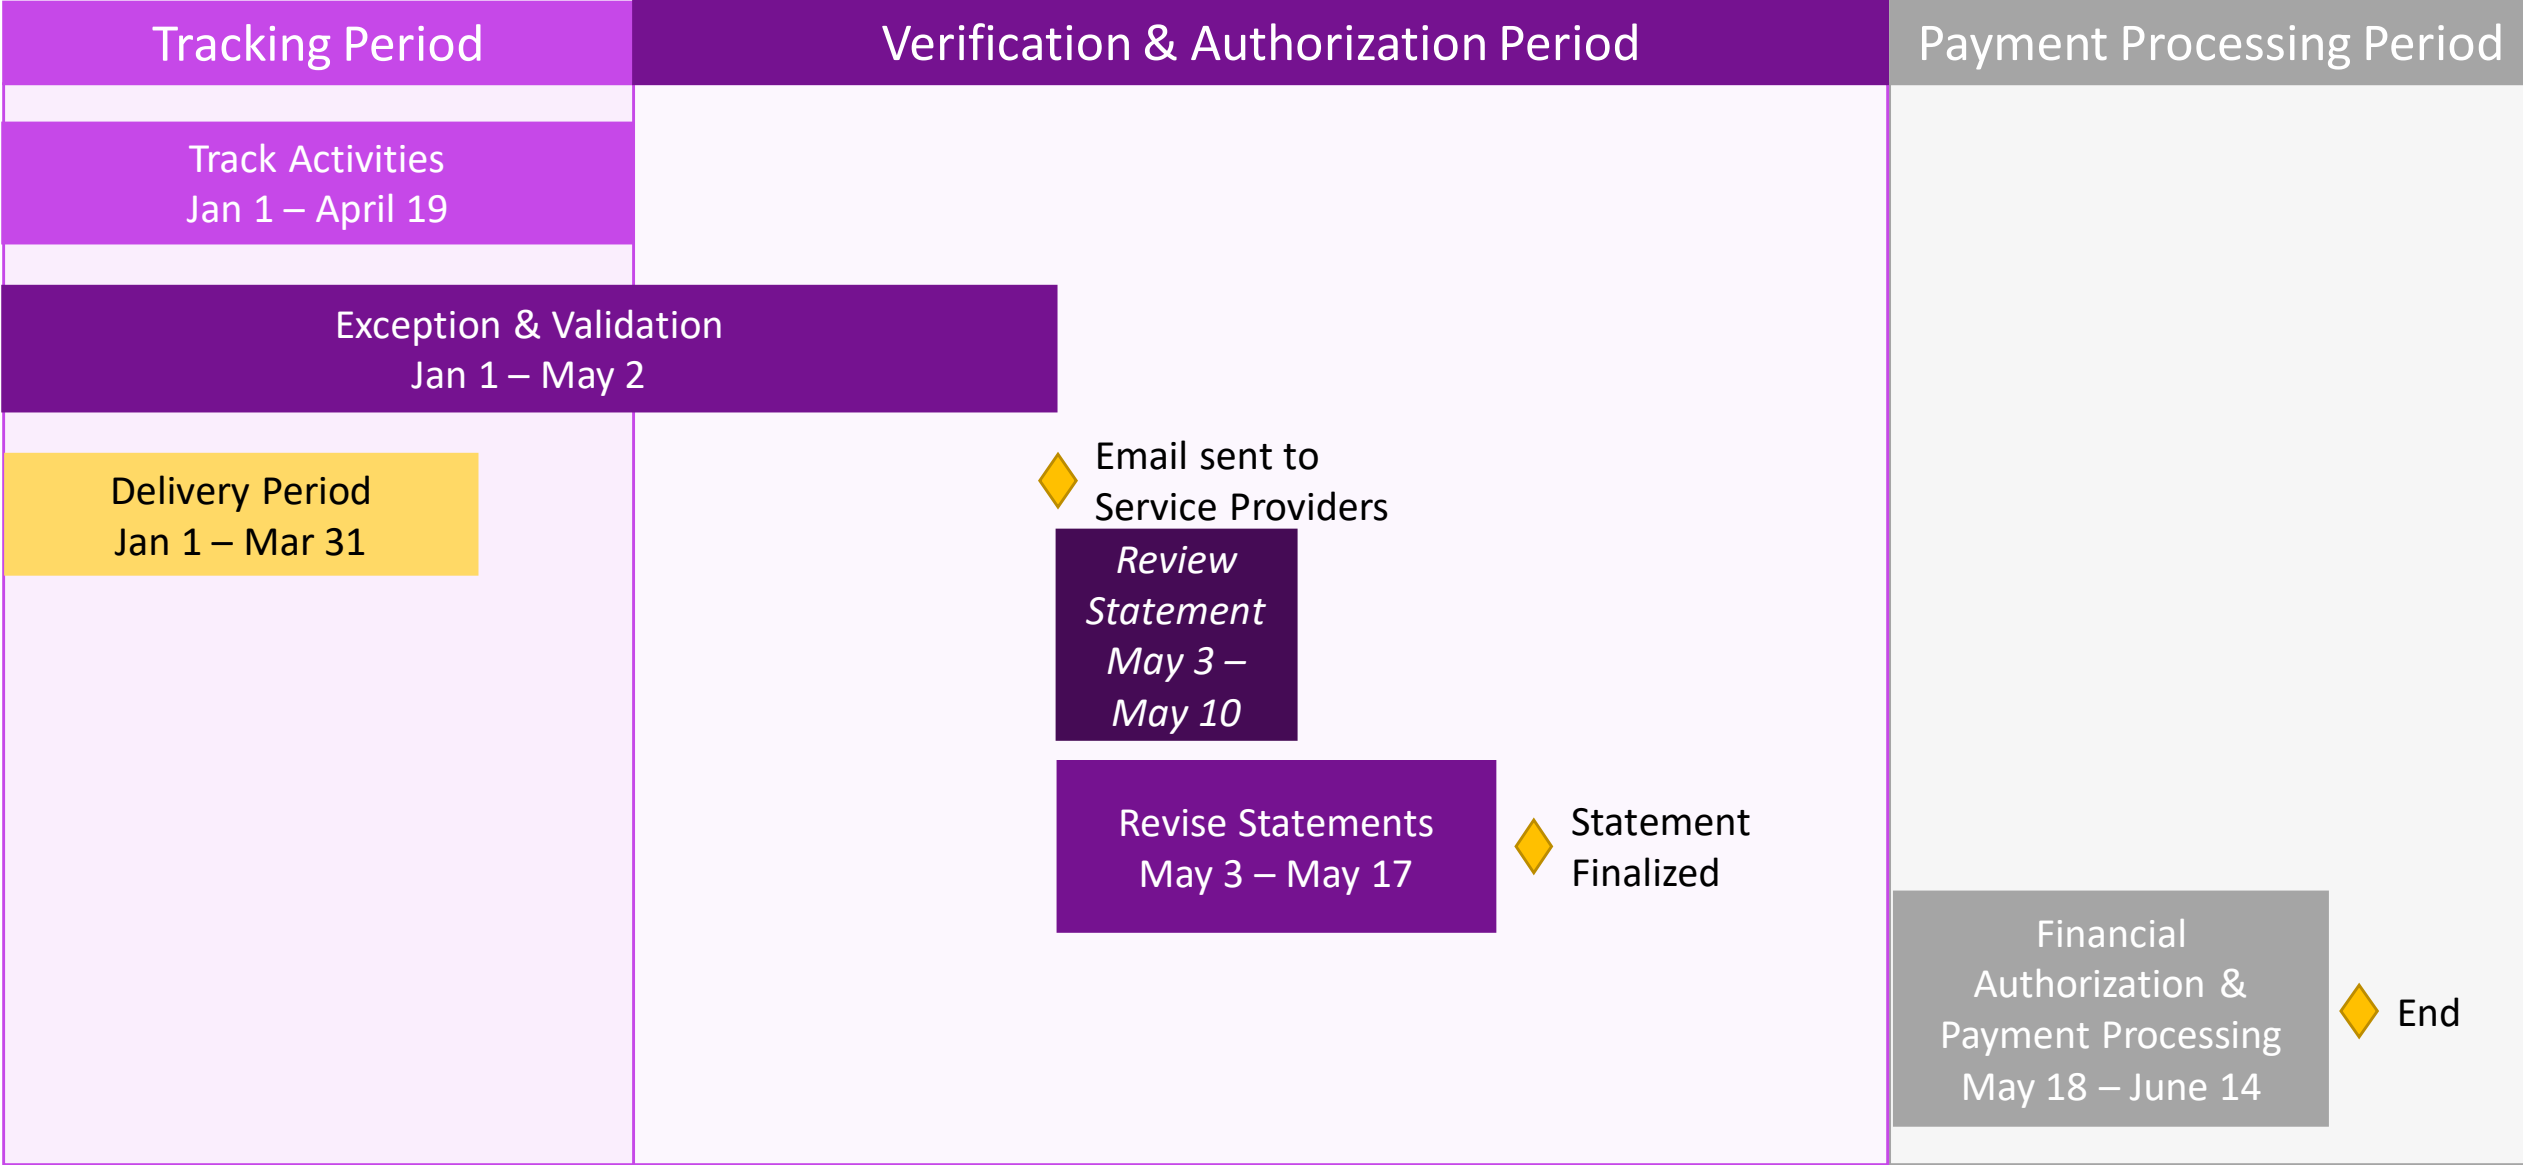 Tracking Period
Verification & Authorization Period
Payment Processing Period
Track Activities
Jan 1 – April 19
Exception & Validation
Jan 1 – May 2
Delivery Period
Jan 1 – Mar 31
Email sent to
Service Providers
Review
Statement
May 3 –
May 10
Revise Statements
May 3 – May 17
Statement
Finalized
Financial
Authorization &
Payment Processing
May 18 – June 14
End